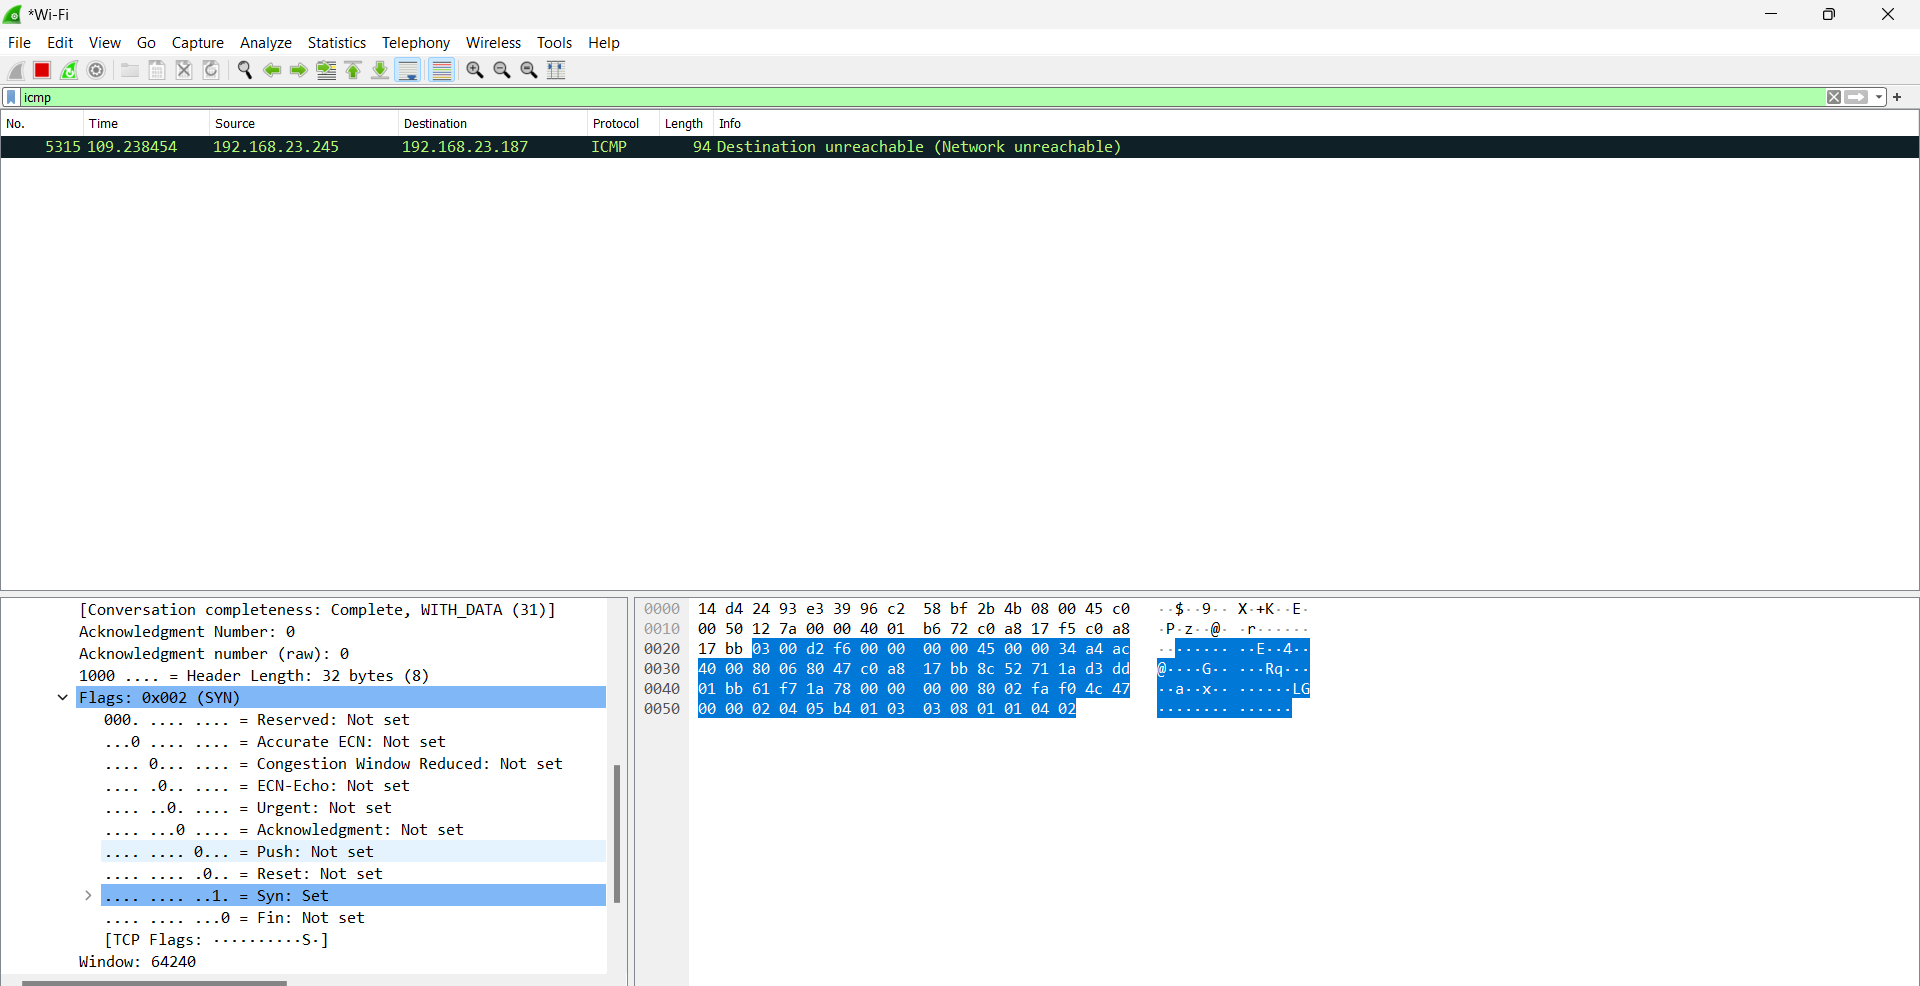 *Wi-Fi
File Edit View Go Capture Analyze Statistics Telephony Wireless Tools Help
icmp
No. Time Source Destination Protocol Length Info
5315 109.238454 192.168.23.245 192.168.23.187 ICMP 94 Destination unreachable (Network unreachable)
[Conversation completeness: Complete, WITH_DATA (31)]
Acknowledgment Number: 0
Acknowledgment number (raw): 0
1000 .... = Header Length: 32 bytes (8)
Flags: 0x002 (SYN)
000. .... .... = Reserved: Not set
...0 .... .... = Accurate ECN: Not set
.... 0... .... = Congestion Window Reduced: Not set
.... .0.. .... = ECN-Echo: Not set
.... ..0. .... = Urgent: Not set
.... ...0 .... = Acknowledgment: Not set
.... .... 0... = Push: Not set
.... .... .0.. = Reset: Not set
.... .... ..1. = Syn: Set
.... .... ...0 = Fin: Not set
[TCP Flags: ··········S·]
Window: 64240
0000 14 d4 24 93 e3 39 96 c2 58 bf 2b 4b 08 00 45 c0 ··$··9·· X·+K··E·
0010 00 50 12 7a 00 00 40 01 b6 72 c0 a8 17 f5 c0 a8 ·P·z··@· ·r······
0020 17 bb 03 00 d2 f6 00 00 00 00 45 00 00 34 a4 ac ········ ··E··4··
0030 40 00 80 06 80 47 c0 a8 17 bb 8c 52 71 1a d3 dd @····G·· ···Rq···
0040 01 bb 61 f7 1a 78 00 00 00 00 80 02 fa f0 4c 47 ··a··x·· ······LG
0050 00 00 02 04 05 b4 01 03 03 08 01 01 04 02 ········ ······